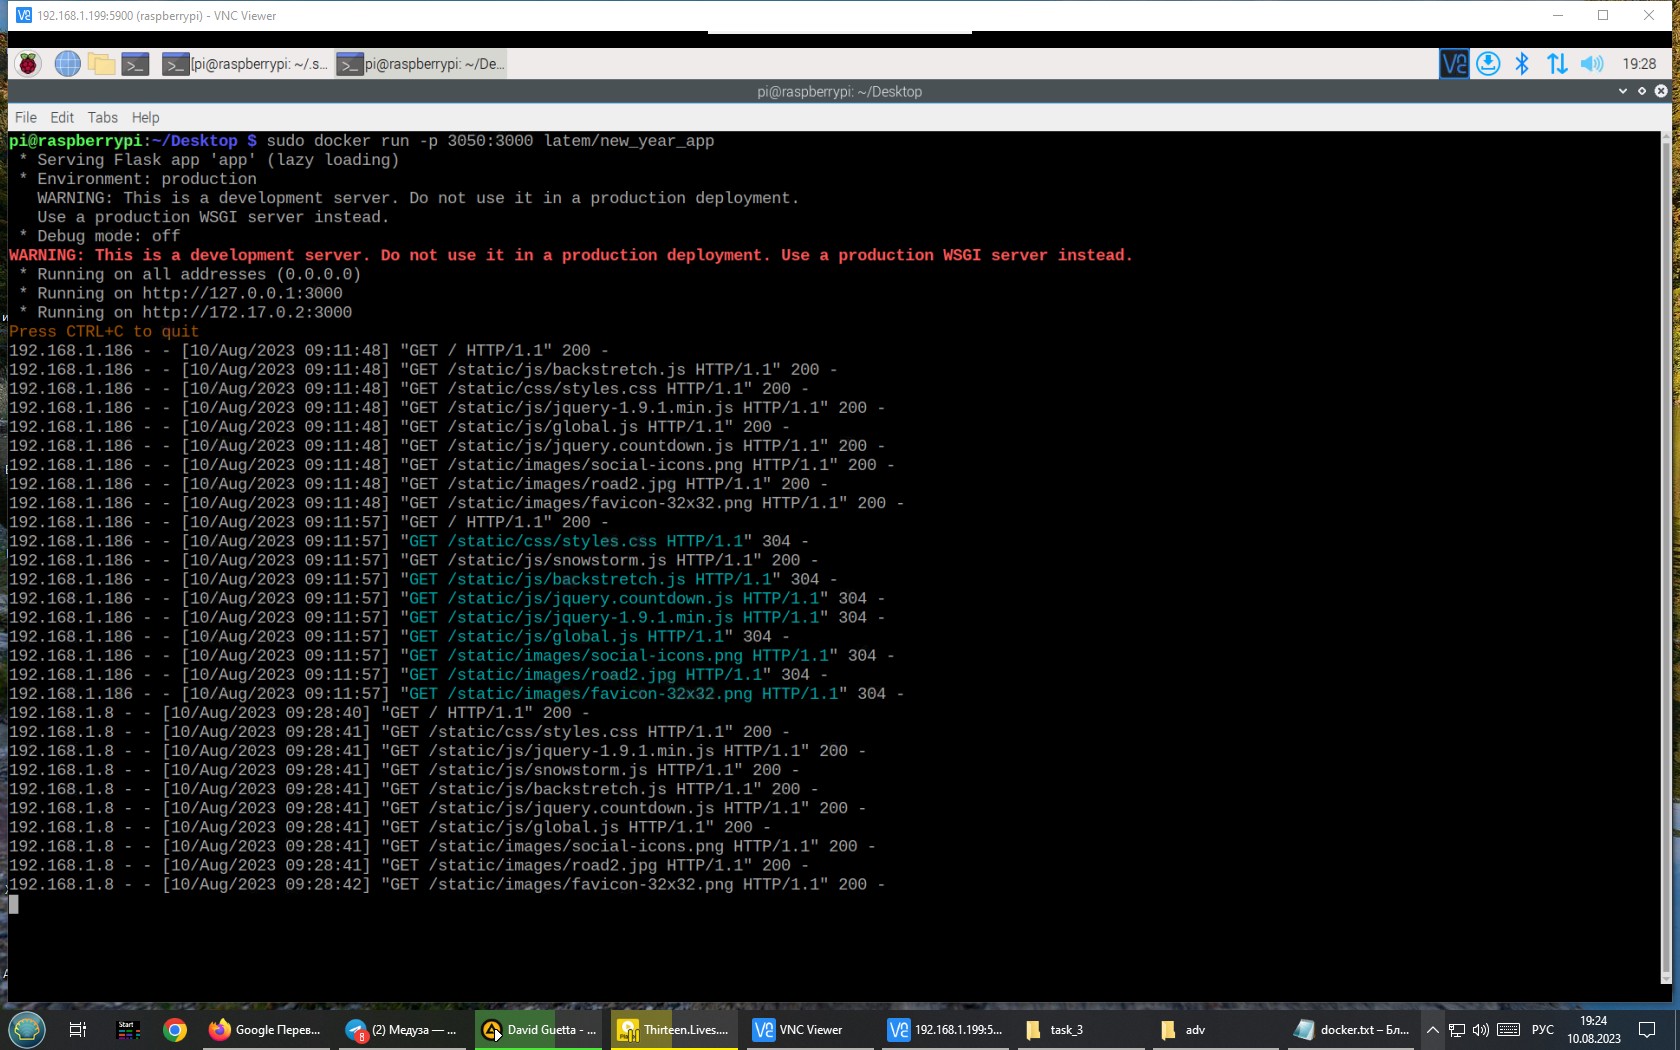 192.168.1.199:5900 (raspberrypi) - VNC Viewer
[pi@raspberrypi: ~/.s...
pi@raspberrypi: ~/De...
19:28
pi@raspberrypi: ~/Desktop
File Edit Tabs Help
pi@raspberrypi:~/Desktop $ sudo docker run -p 3050:3000 latem/new_year_app
* Serving Flask app 'app' (lazy loading)
* Environment: production
WARNING: This is a development server. Do not use it in a production deployment.
Use a production WSGI server instead.
* Debug mode: off
WARNING: This is a development server. Do not use it in a production deployment. Use a production WSGI server instead.
* Running on all addresses (0.0.0.0)
* Running on http://127.0.0.1:3000
* Running on http://172.17.0.2:3000
Press CTRL+C to quit
192.168.1.186 - - [10/Aug/2023 09:11:48] "GET / HTTP/1.1" 200 -
192.168.1.186 - - [10/Aug/2023 09:11:48] "GET /static/js/backstretch.js HTTP/1.1" 200 -
192.168.1.186 - - [10/Aug/2023 09:11:48] "GET /static/css/styles.css HTTP/1.1" 200 -
192.168.1.186 - - [10/Aug/2023 09:11:48] "GET /static/js/jquery-1.9.1.min.js HTTP/1.1" 200 -
192.168.1.186 - - [10/Aug/2023 09:11:48] "GET /static/js/global.js HTTP/1.1" 200 -
192.168.1.186 - - [10/Aug/2023 09:11:48] "GET /static/js/jquery.countdown.js HTTP/1.1" 200 -
192.168.1.186 - - [10/Aug/2023 09:11:48] "GET /static/images/social-icons.png HTTP/1.1" 200 -
192.168.1.186 - - [10/Aug/2023 09:11:48] "GET /static/images/road2.jpg HTTP/1.1" 200 -
192.168.1.186 - - [10/Aug/2023 09:11:48] "GET /static/images/favicon-32x32.png HTTP/1.1" 200 -
192.168.1.186 - - [10/Aug/2023 09:11:57] "GET / HTTP/1.1" 200 -
192.168.1.186 - - [10/Aug/2023 09:11:57] "GET /static/css/styles.css HTTP/1.1" 304 -
192.168.1.186 - - [10/Aug/2023 09:11:57] "GET /static/js/snowstorm.js HTTP/1.1" 200 -
192.168.1.186 - - [10/Aug/2023 09:11:57] "GET /static/js/backstretch.js HTTP/1.1" 304 -
192.168.1.186 - - [10/Aug/2023 09:11:57] "GET /static/js/jquery.countdown.js HTTP/1.1" 304 -
192.168.1.186 - - [10/Aug/2023 09:11:57] "GET /static/js/jquery-1.9.1.min.js HTTP/1.1" 304 -
192.168.1.186 - - [10/Aug/2023 09:11:57] "GET /static/js/global.js HTTP/1.1" 304 -
192.168.1.186 - - [10/Aug/2023 09:11:57] "GET /static/images/social-icons.png HTTP/1.1" 304 -
192.168.1.186 - - [10/Aug/2023 09:11:57] "GET /static/images/road2.jpg HTTP/1.1" 304 -
192.168.1.186 - - [10/Aug/2023 09:11:57] "GET /static/images/favicon-32x32.png HTTP/1.1" 304 -
192.168.1.8 - - [10/Aug/2023 09:28:40] "GET / HTTP/1.1" 200 -
192.168.1.8 - - [10/Aug/2023 09:28:41] "GET /static/css/styles.css HTTP/1.1" 200 -
192.168.1.8 - - [10/Aug/2023 09:28:41] "GET /static/js/jquery-1.9.1.min.js HTTP/1.1" 200 -
192.168.1.8 - - [10/Aug/2023 09:28:41] "GET /static/js/snowstorm.js HTTP/1.1" 200 -
192.168.1.8 - - [10/Aug/2023 09:28:41] "GET /static/js/backstretch.js HTTP/1.1" 200 -
192.168.1.8 - - [10/Aug/2023 09:28:41] "GET /static/js/jquery.countdown.js HTTP/1.1" 200 -
192.168.1.8 - - [10/Aug/2023 09:28:41] "GET /static/js/global.js HTTP/1.1" 200 -
192.168.1.8 - - [10/Aug/2023 09:28:41] "GET /static/images/social-icons.png HTTP/1.1" 200 -
192.168.1.8 - - [10/Aug/2023 09:28:41] "GET /static/images/road2.jpg HTTP/1.1" 200 -
192.168.1.8 - - [10/Aug/2023 09:28:42] "GET /static/images/favicon-32x32.png HTTP/1.1" 200 -
Start
Google Перев...
(2) Медуза — ...
8
David Guetta - ...
Thirteen.Lives....
VNC Viewer
192.168.1.199:5...
task_3
adv
docker.txt – Бл...
РУС
19:24
10.08.2023